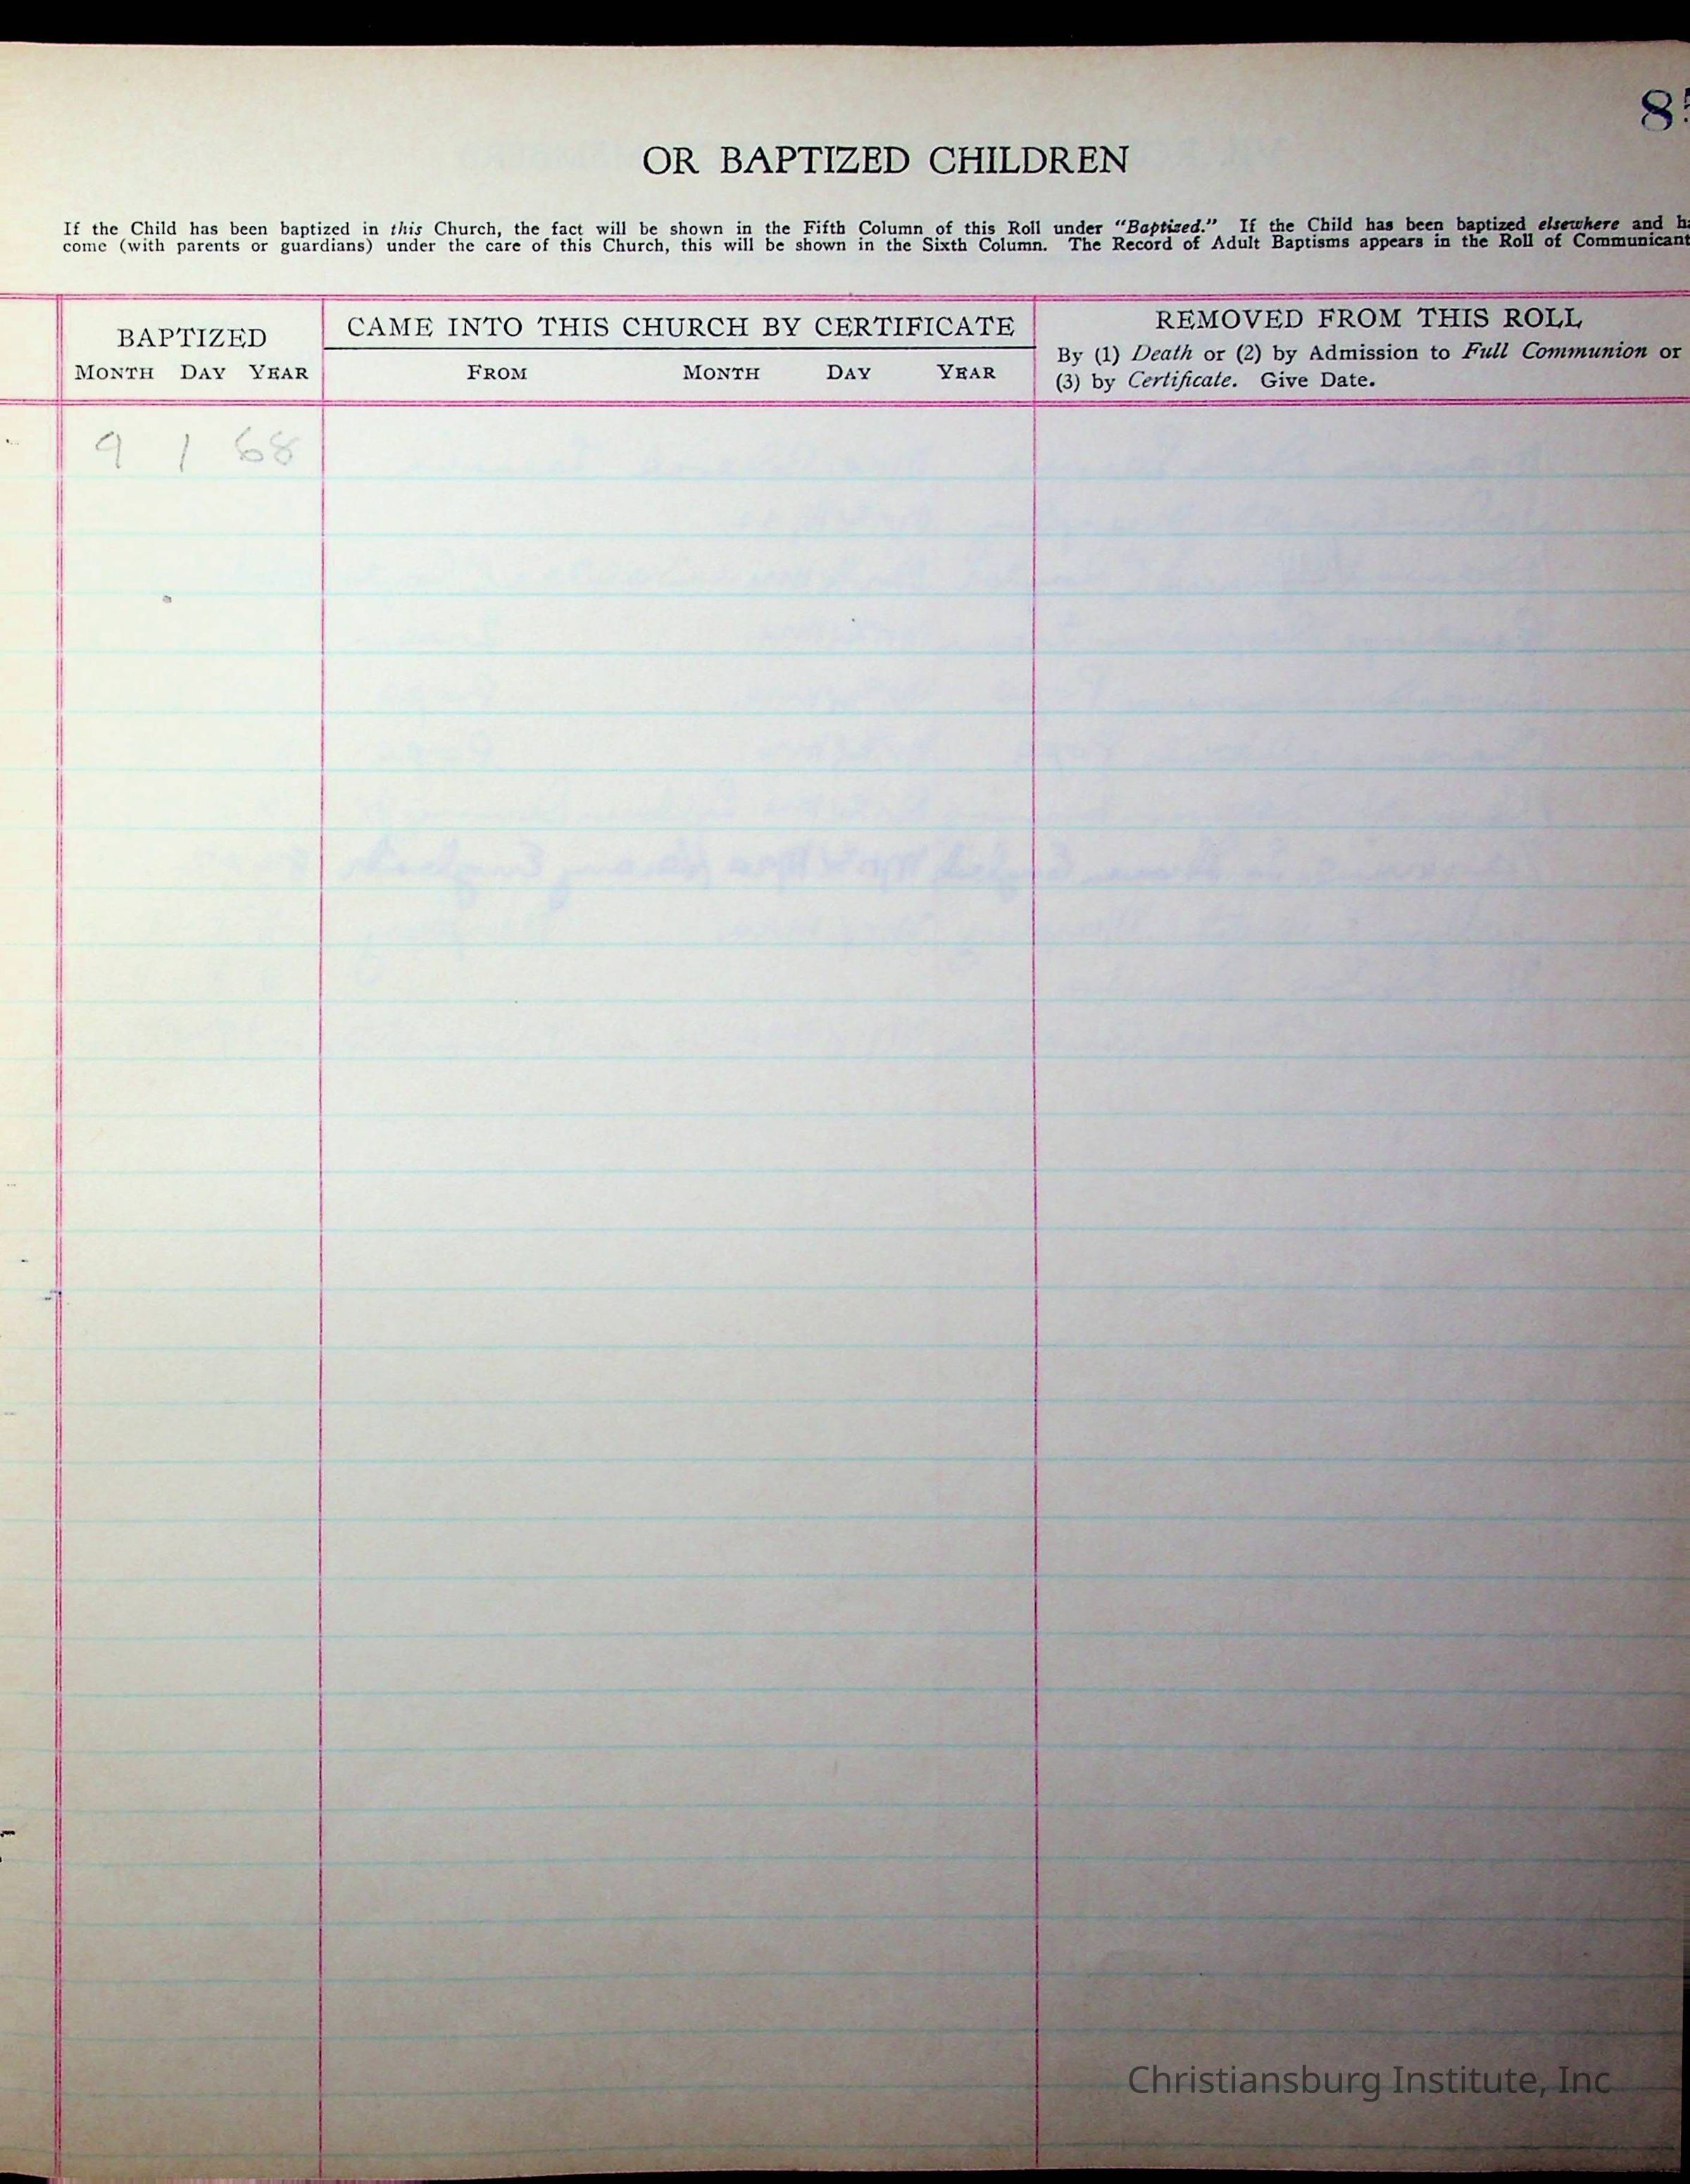 8
OR BAPTIZED CHILDREN
If the Child has been baptized in this Church, the fact will be shown in the Fifth Column of this Roll under "Baptized." If the Child has been baptized elsewhere and
come (with parents or guardians) under the care of this Church, this will be shown in the Sixth Column. The Record of Adult Baptisms appears in the Roll of Communicant
BAPTIZED
MONTH DAY YEAR
CAME INTO THIS CHURCH BY CERTIFICATE
FROM MONTH DAY YEAR
REMOVED FROM THIS ROLL
By (1) Death or (2) by Admission to Full Communion or
(3) by Certificate. Give Date.
9 1 68
Christiansburg Institute, Inc